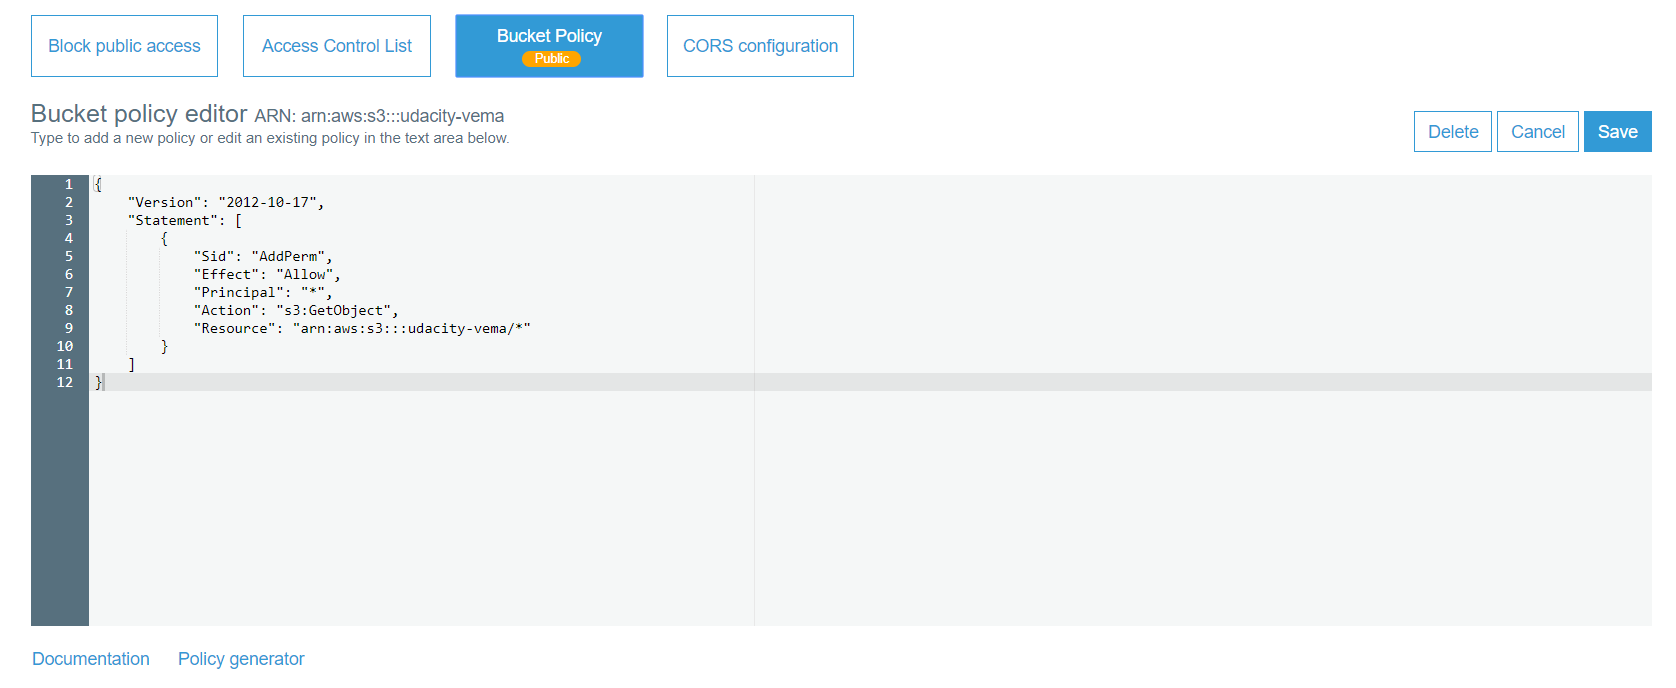 Block public access
Access Control List
Bucket Policy
Public
CORS configuration
Bucket policy editor ARN: arn:aws:s3:::udacity-vema
Type to add a new policy or edit an existing policy in the text area below.
Delete
Cancel
Save
1 {
2 "Version": "2012-10-17",
3 "Statement": [
4 {
5 "Sid": "AddPerm",
6 "Effect": "Allow",
7 "Principal": "*",
8 "Action": "s3:GetObject",
9 "Resource": "arn:aws:s3:::udacity-vema/*"
10 }
11 ]
12 }
Documentation
Policy generator